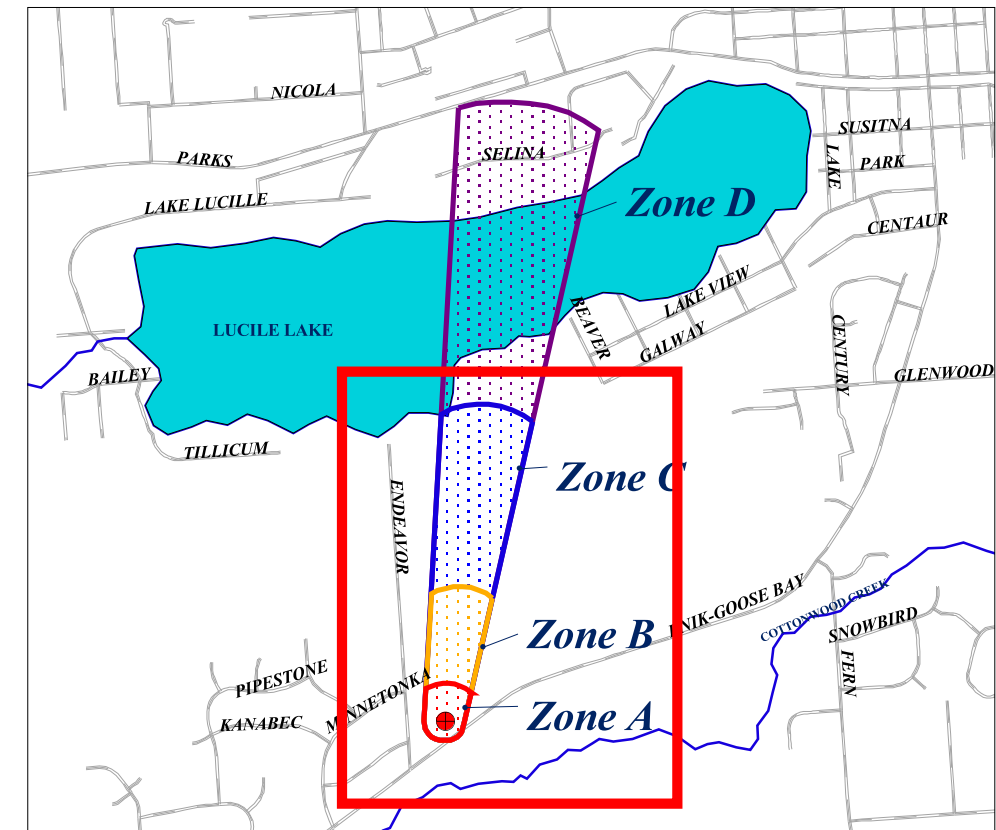 NICOLA
SUSITNA
PARKS
SELINA
LAKE
PARK
LAKE LUCILLE
Zone D
CENTAUR
LAKE VIEW
BEAVER
LUCILE LAKE
GALWAY
CENTURY
BAILEY
GLENWOOD
TILLICUM
Zone C
ENDEAVOR
KNIK-GOOSE BAY
COTTONWOOD CREEK
SNOWBIRD
Zone B
FERN
PIPESTONE
MINNETONKA
KANABEC
Zone A